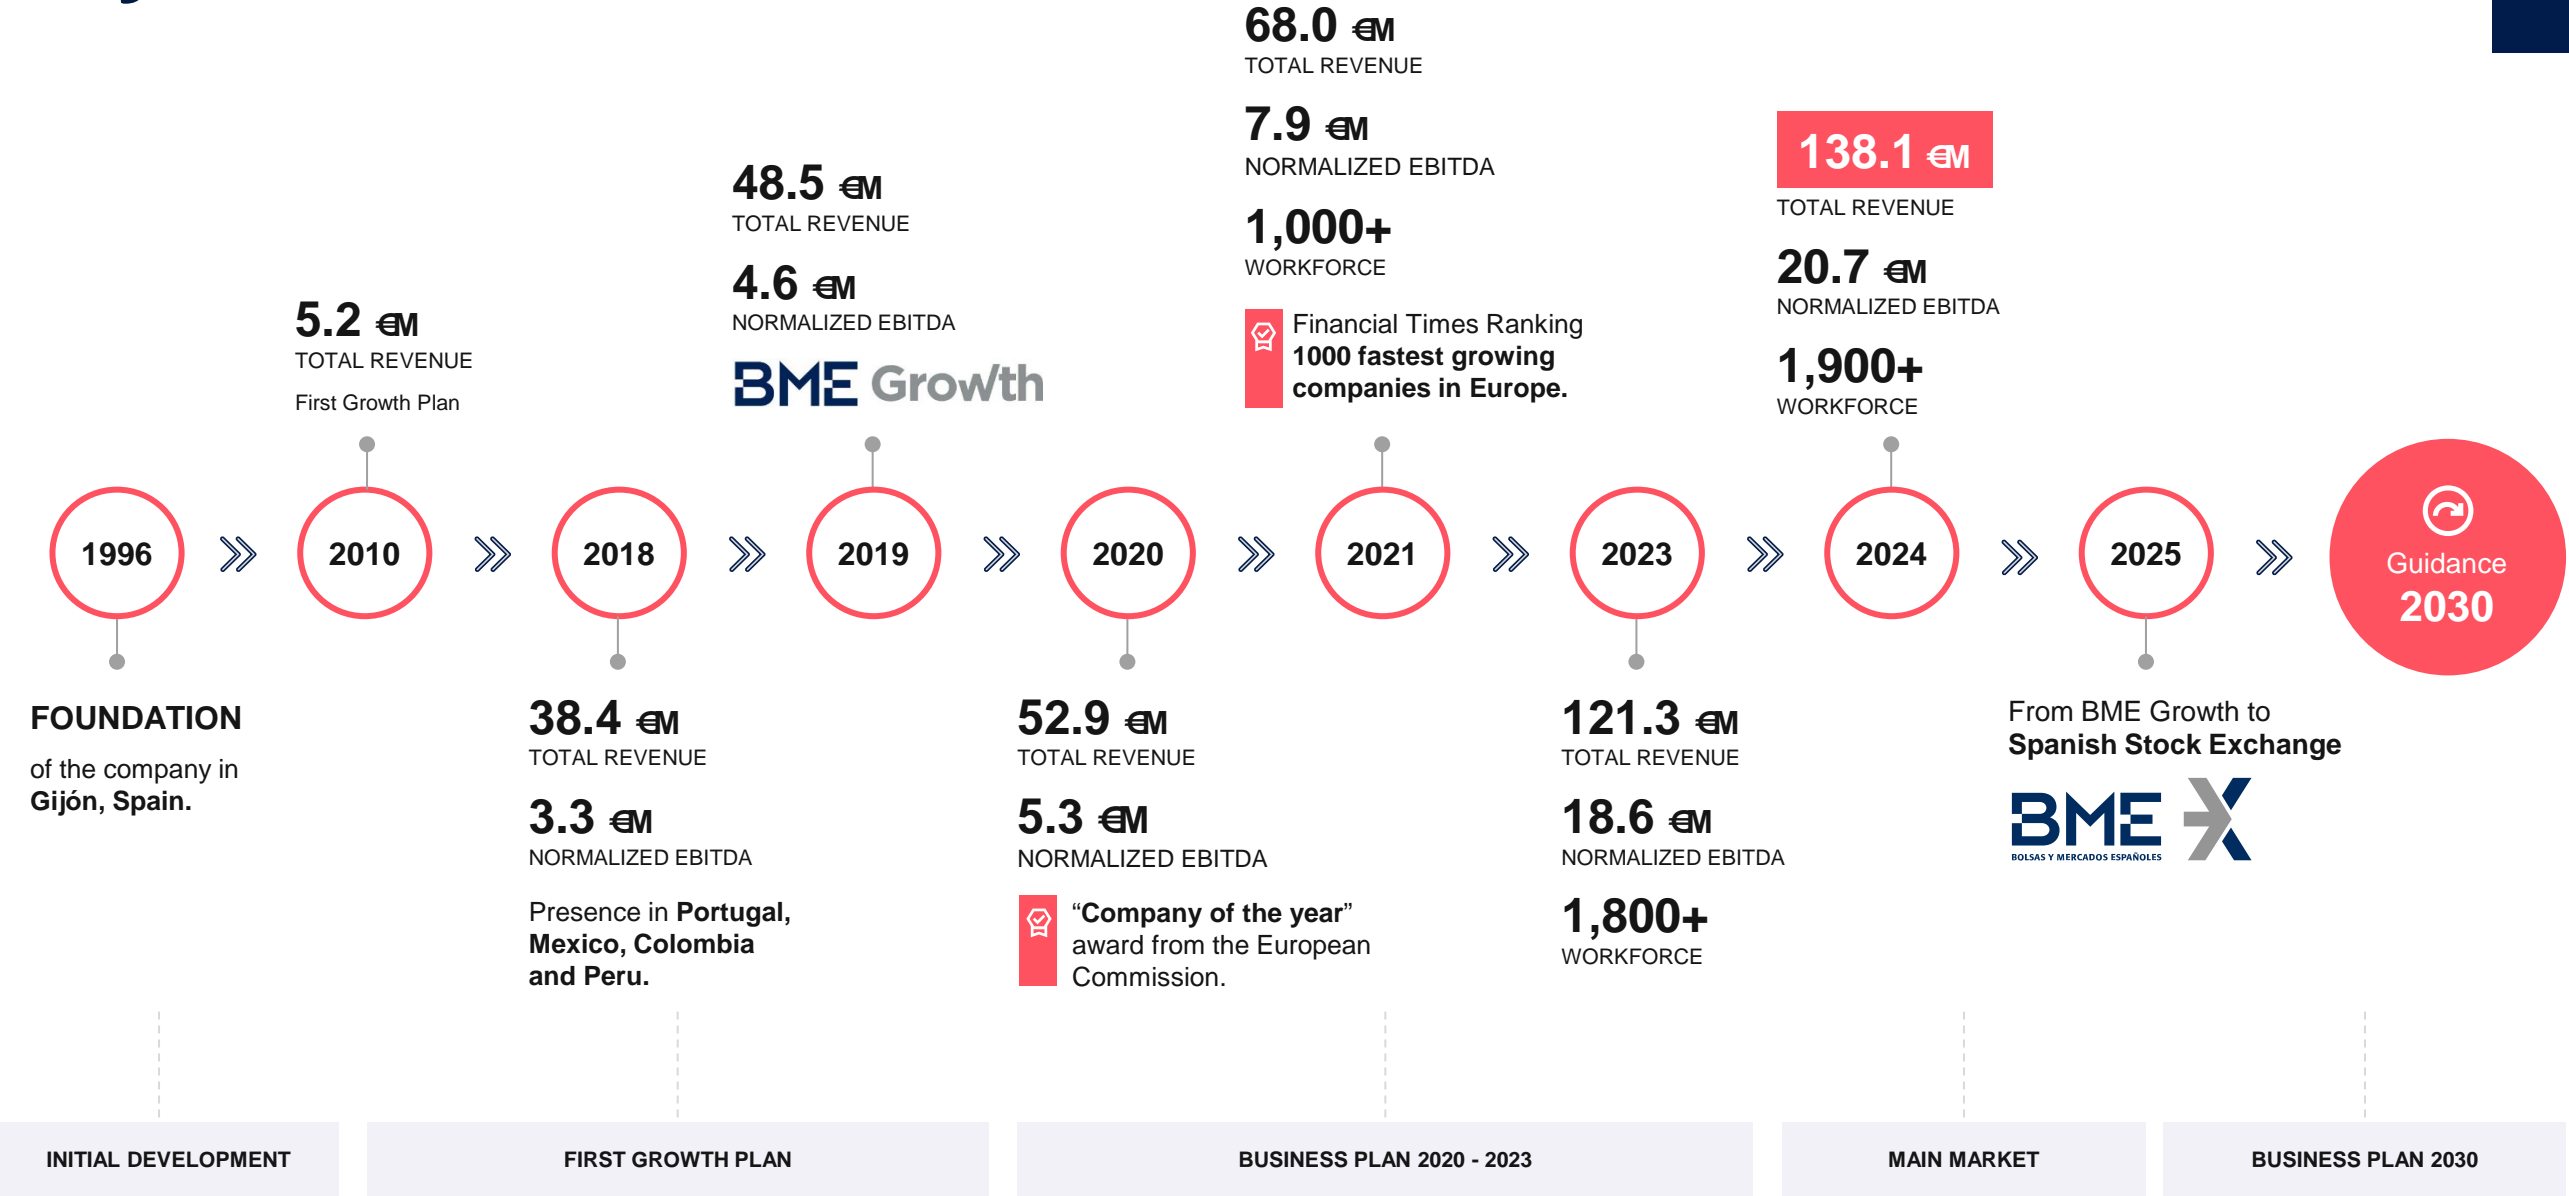 68.0 €M
TOTAL REVENUE
7.9 €M
NORMALIZED EBITDA
1,000+
WORKFORCE
Financial Times Ranking
1000 fastest growing
companies in Europe.
138.1 €M
TOTAL REVENUE
20.7 €M
NORMALIZED EBITDA
1,900+
WORKFORCE
48.5 €M
TOTAL REVENUE
4.6 €M
NORMALIZED EBITDA
BME Growth
5.2 €M
TOTAL REVENUE
First Growth Plan
1996
2010
2018
2019
2020
2021
2023
2024
2025
Guidance
2030
FOUNDATION
of the company in
Gijón, Spain.
38.4 €M
TOTAL REVENUE
3.3 €M
NORMALIZED EBITDA
Presence in Portugal,
Mexico, Colombia
and Peru.
52.9 €M
TOTAL REVENUE
5.3 €M
NORMALIZED EBITDA
“Company of the year”
award from the European
Commission.
121.3 €M
TOTAL REVENUE
18.6 €M
NORMALIZED EBITDA
1,800+
WORKFORCE
From BME Growth to
Spanish Stock Exchange
BME
BOLSAS Y MERCADOS ESPAÑOLES
INITIAL DEVELOPMENT
FIRST GROWTH PLAN
BUSINESS PLAN 2020 - 2023
MAIN MARKET
BUSINESS PLAN 2030